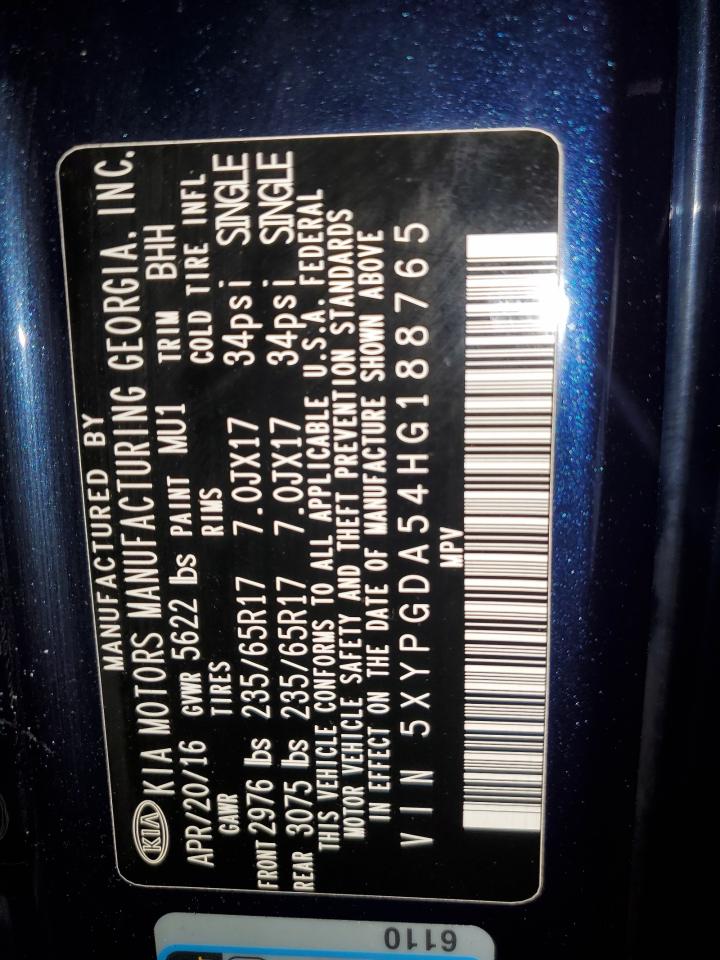 MANUFACTURED BY
KIA KIA MOTORS MANUFACTURING GEORGIA, INC.
APR/20/16 GVWR 5622 lbs PAINT MU1 TRIM BHH
GAWR TIRES RIMS COLD TIRE INFL
FRONT 2976 lbs 235/65R17 7.0JX17 34psi SINGLE
REAR 3075 lbs 235/65R17 7.0JX17 34psi SINGLE
THIS VEHICLE CONFORMS TO ALL APPLICABLE U.S.A. FEDERAL
MOTOR VEHICLE SAFETY AND THEFT PREVENTION STANDARDS
IN EFFECT ON THE DATE OF MANUFACTURE SHOWN ABOVE
VIN 5XYPGDA54HG188765
MPV
6110